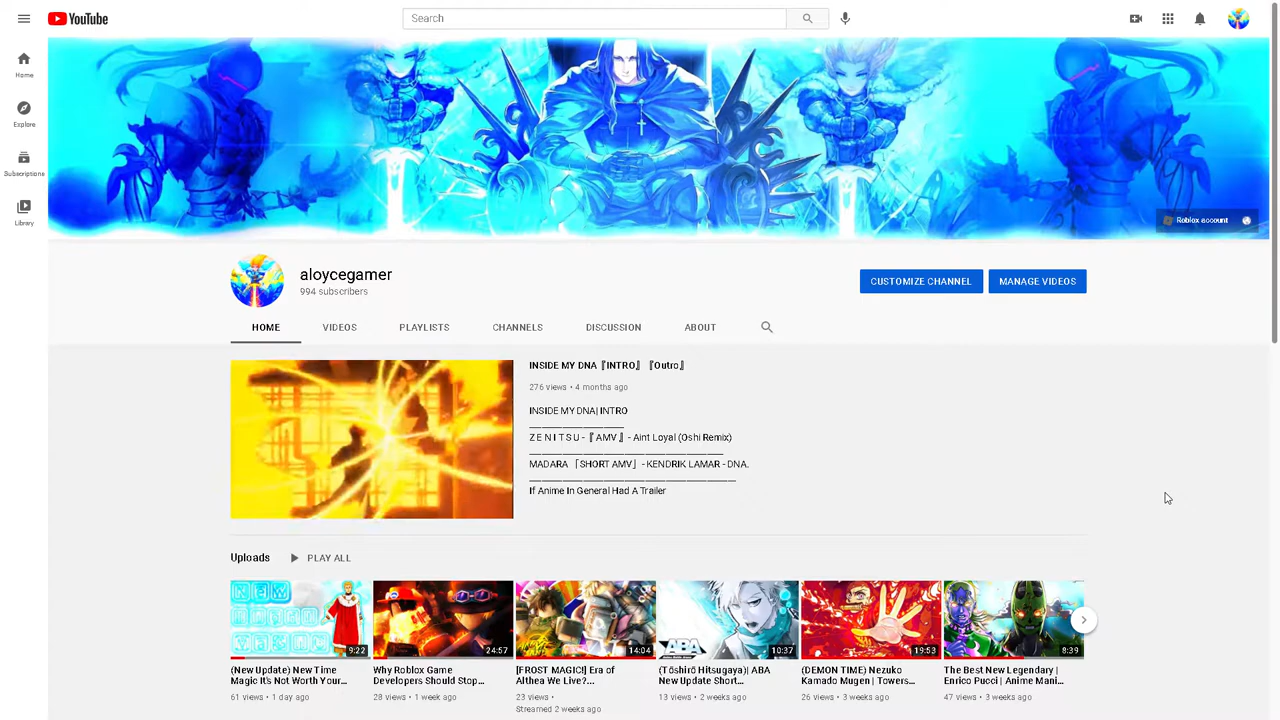 YouTube
Search
Home
Explore
Subscriptions
Library
Roblox account
aloycegamer
994 subscribers
CUSTOMIZE CHANNEL
MANAGE VIDEOS
HOME
VIDEOS
PLAYLISTS
CHANNELS
DISCUSSION
ABOUT
INSIDE MY DNA『INTRO』『Outro』
276 views • 4 months ago
INSIDE MY DNA| INTRO
Z E N I T S U -『 AMV 』- Aint Loyal (Oshi Remix)
MADARA 「SHORT AMV」 - KENDRIK LAMAR - DNA.
If Anime In General Had A Trailer
Uploads
PLAY ALL
9:22
24:57
14:04
ABA
10:37
19:53
8:39
(New Update) New Time
Magic It's Not Worth Your...
61 views • 1 day ago
Why Roblox Game
Developers Should Stop...
28 views • 1 week ago
[FROST MAGIC!] Era of
Althea We Live?...
23 views •
Streamed 2 weeks ago
(Tōshirō Hitsugaya)| ABA
New Update Short...
13 views • 2 weeks ago
(DEMON TIME) Nezuko
Kamado Mugen | Towers...
26 views • 3 weeks ago
The Best New Legendary |
Enrico Pucci | Anime Mani...
47 views • 3 weeks ago